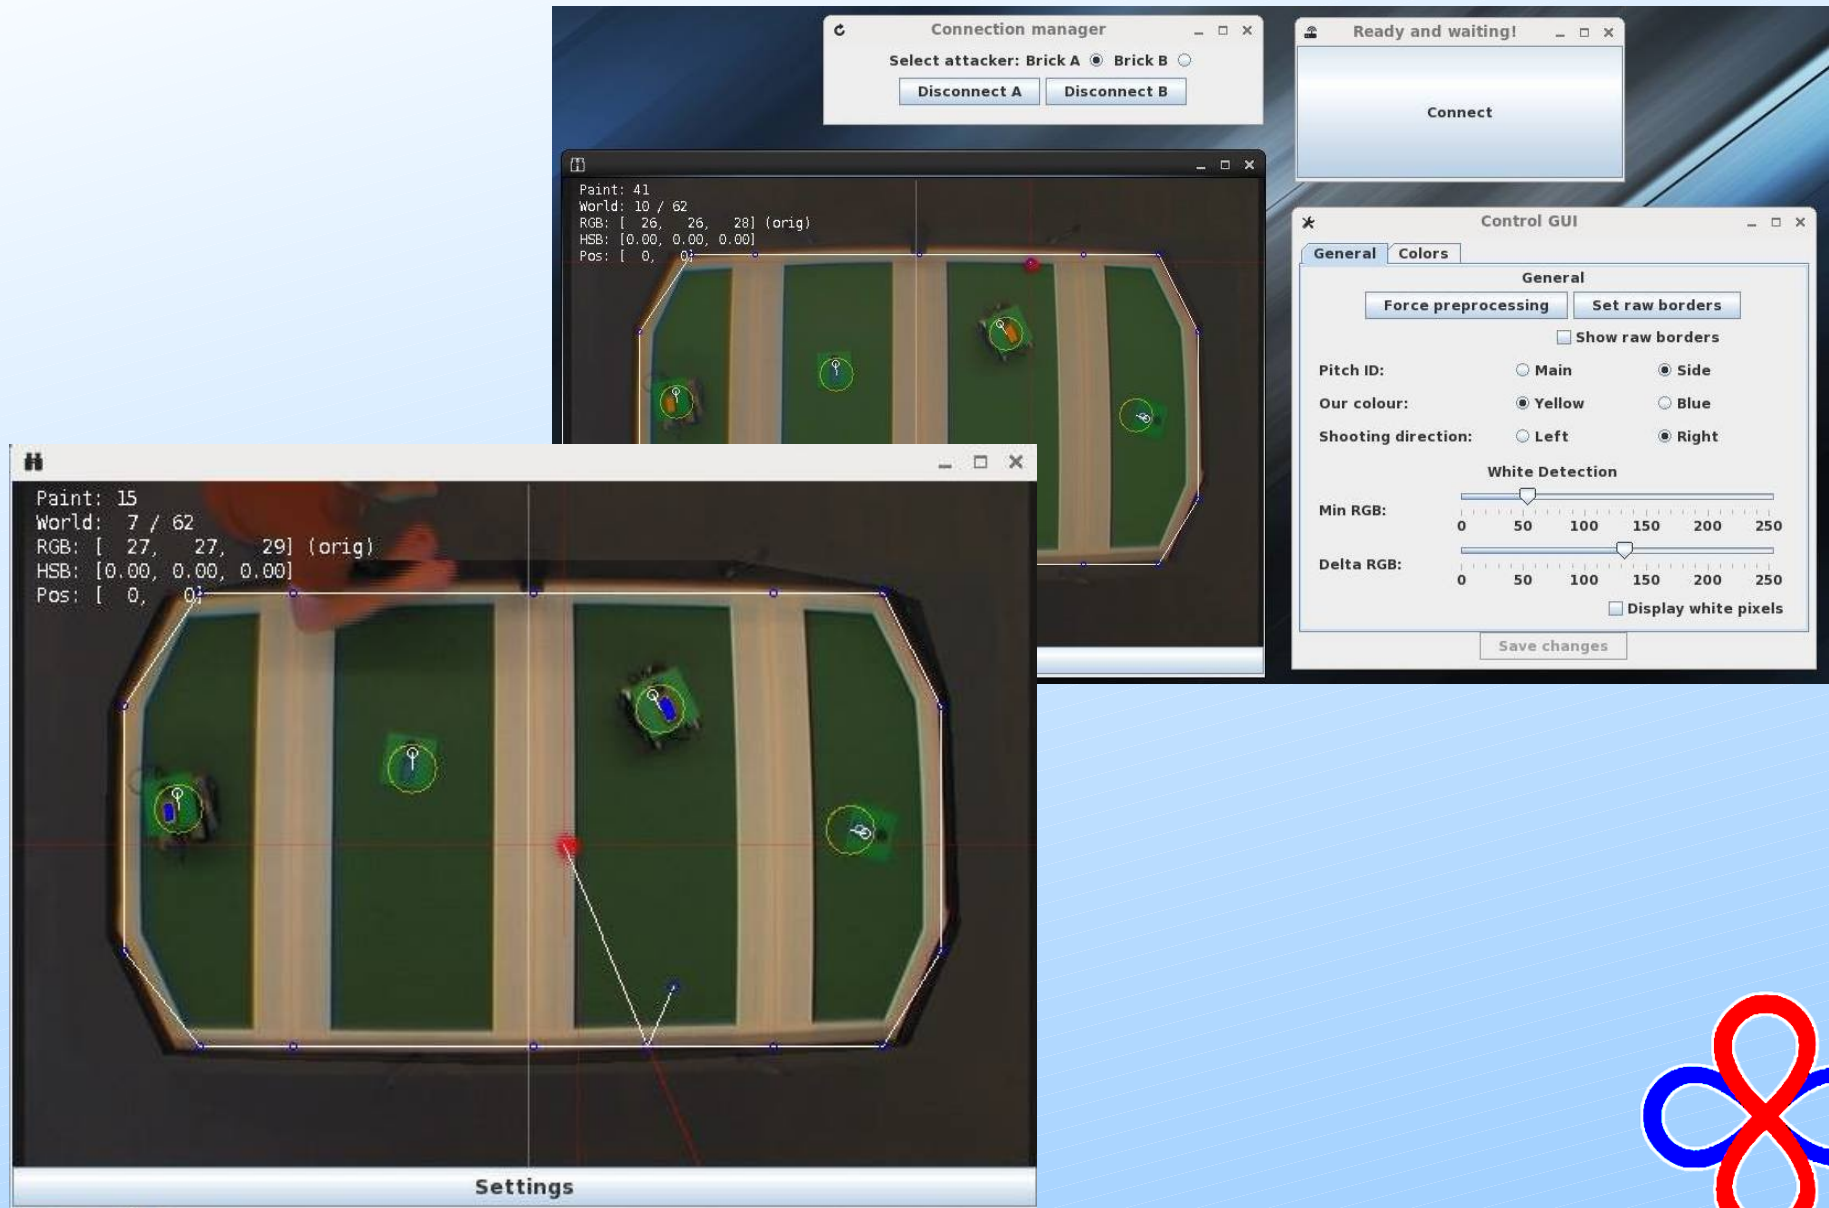 Connection manager
Select attacker: Brick A Brick B
Disconnect A Disconnect B
Ready and waiting!
Connect
Paint: 41
World: 10 / 62
RGB: [ 26, 26, 28] (orig)
HSB: [0.00, 0.00, 0.00]
Pos: [ 0, 0]
Control GUI
General Colors
General
Force preprocessing Set raw borders
Show raw borders
Pitch ID: Main Side
Our colour: Yellow Blue
Shooting direction: Left Right
White Detection
Min RGB:
0 50 100 150 200 250
Delta RGB:
0 50 100 150 200 250
Display white pixels
Save changes
Paint: 15
World: 7 / 62
RGB: [ 27, 27, 29] (orig)
HSB: [0.00, 0.00, 0.00]
Pos: [ 0, 0]
Settings